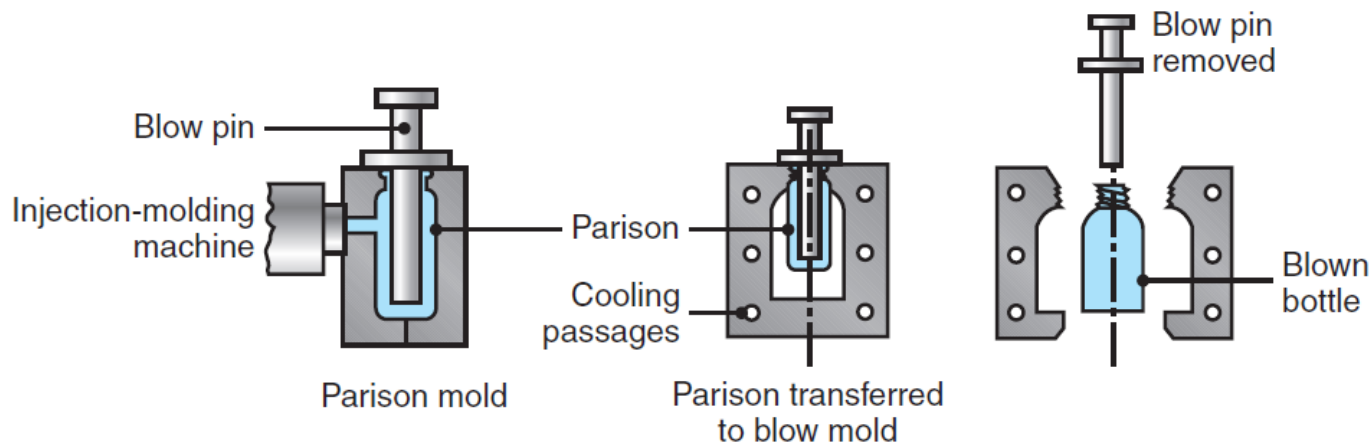 Blow pin
Injection-molding
machine
Parison mold
Parison
Cooling
passages
Parison transferred
to blow mold
Blow pin
removed
Blown
bottle